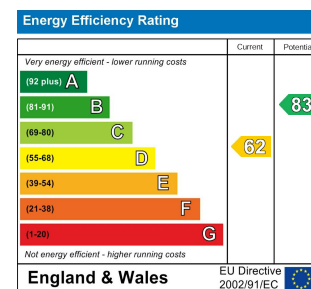 Energy Efficiency Rating
Current
Potentia
Very energy efficient - lower running costs
(92 plus) A
(81-91) B
83
(69-80) C
62
(55-68) D
(39-54) E
(21-38) F
(1-20) G
Not energy efficient - higher running costs
England & Wales
EU Directive
2002/91/EC